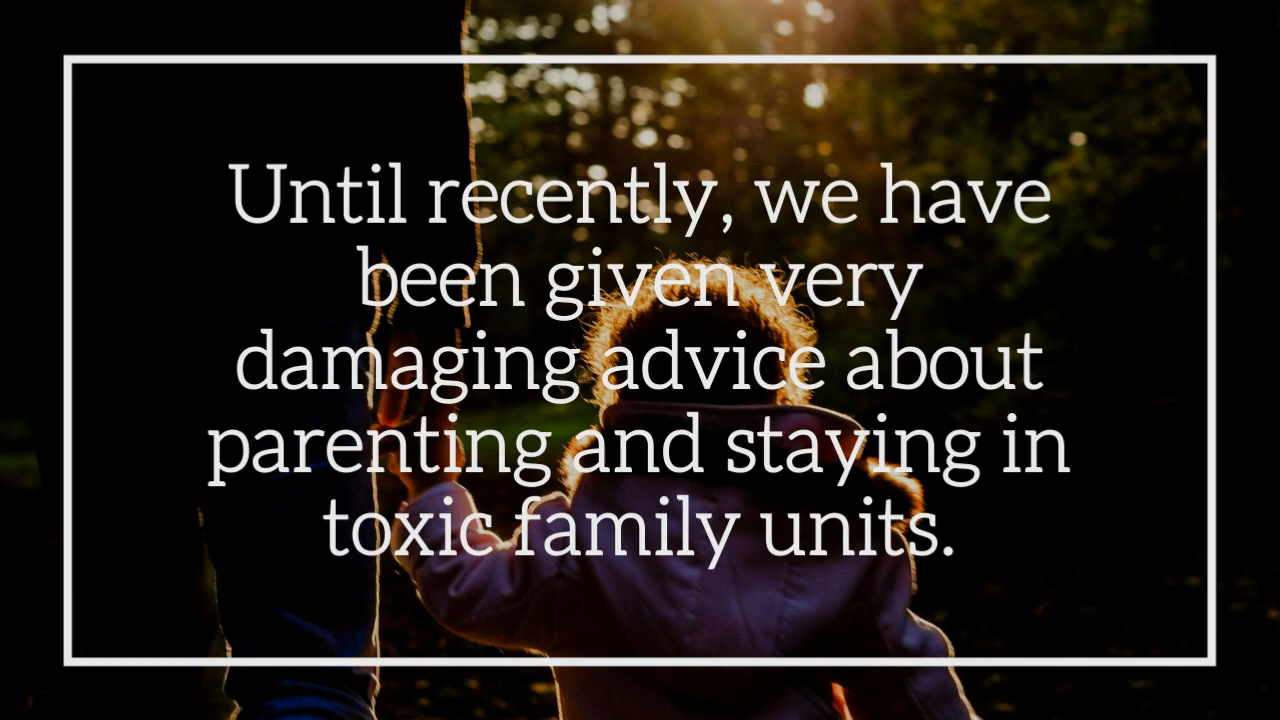 Until recently, we have
been given very
damaging advice about
parenting and staying in
toxic family units.